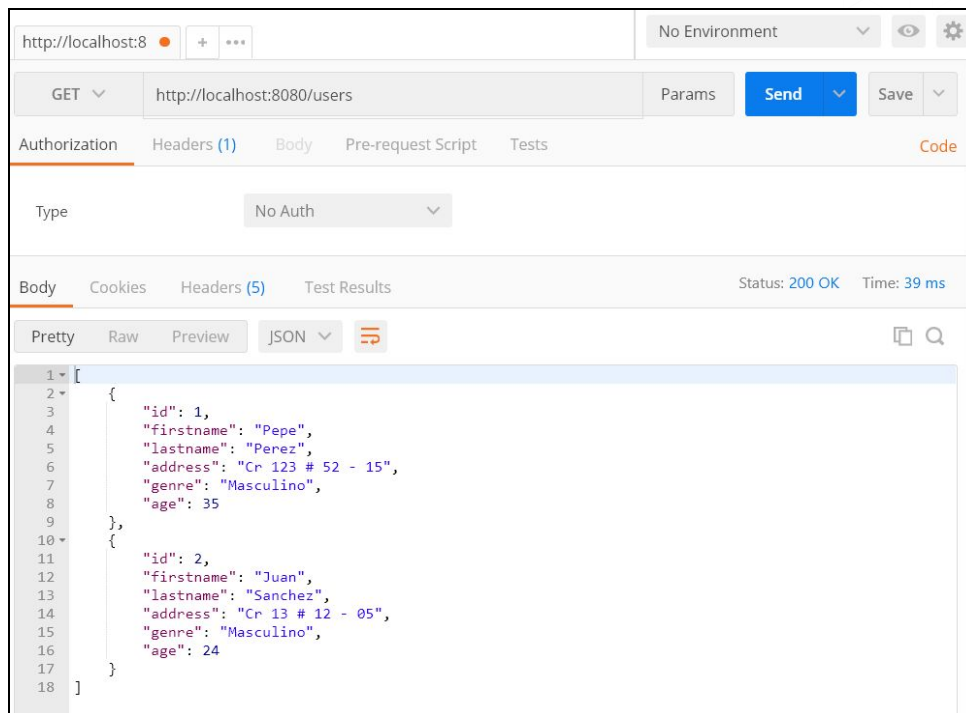 http://localhost:8 + ••• No Environment
GET http://localhost:8080/users Params Send Save
Authorization Headers (1) Body Pre-request Script Tests Code
Type No Auth
Body Cookies Headers (5) Test Results Status: 200 OK Time: 39 ms
Pretty Raw Preview JSON
1 [
2 {
3 "id": 1,
4 "firstname": "Pepe",
5 "lastname": "Perez",
6 "address": "Cr 123 # 52 - 15",
7 "genre": "Masculino",
8 "age": 35
9 },
10 {
11 "id": 2,
12 "firstname": "Juan",
13 "lastname": "Sanchez",
14 "address": "Cr 13 # 12 - 05",
15 "genre": "Masculino",
16 "age": 24
17 }
18 ]